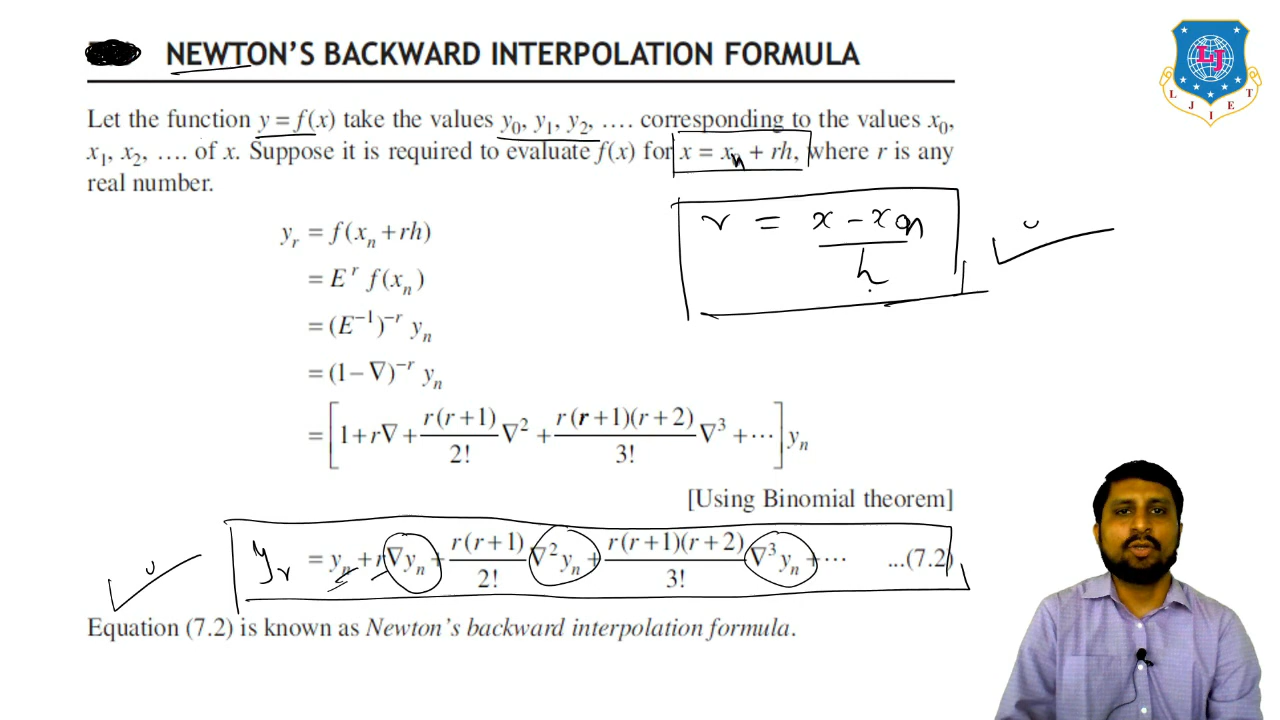 NEWTON'S BACKWARD INTERPOLATION FORMULA
Let the function y = f(x) take the values y₀, y₁, y₂, .... corresponding to the values x₀,
x₁, x₂, .... of x. Suppose it is required to evaluate f(x) for x = xₙ + rh, where r is any
real number.
r = (x − xₙ)/h
yᵣ = f(xₙ + rh)
= Eʳ f(xₙ)
= (E⁻¹)⁻ʳ yₙ
= (1−∇)⁻ʳ yₙ
= [1 + r∇ + r(r+1)/2! ∇² + r(r+1)(r+2)/3! ∇³ + ⋯] yₙ
[Using Binomial theorem]
yᵣ = yₙ + r∇yₙ + r(r+1)/2! ∇²yₙ + r(r+1)(r+2)/3! ∇³yₙ + ⋯ ...(7.2)
Equation (7.2) is known as Newton's backward interpolation formula.
LJ
L J I E T